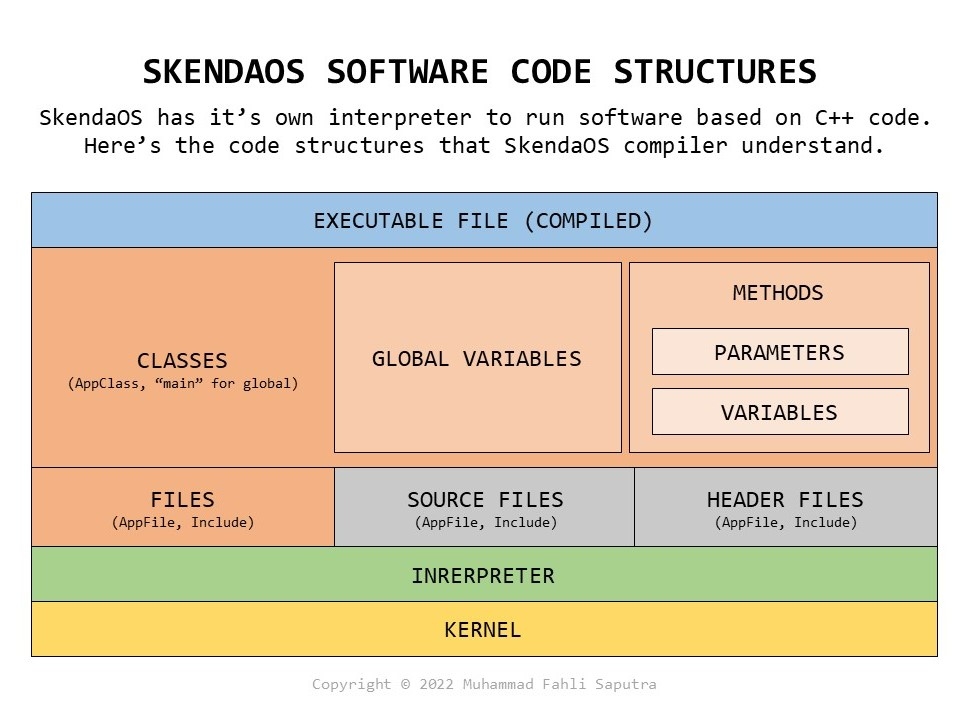 SKENDAOS SOFTWARE CODE STRUCTURES
SkendaOS has it’s own interpreter to run software based on C++ code.
Here’s the code structures that SkendaOS compiler understand.
EXECUTABLE FILE (COMPILED)
CLASSES
(AppClass, “main” for global)
GLOBAL VARIABLES
METHODS
PARAMETERS
VARIABLES
FILES
(AppFile, Include)
SOURCE FILES
(AppFile, Include)
HEADER FILES
(AppFile, Include)
INRERPRETER
KERNEL
Copyright © 2022 Muhammad Fahli Saputra